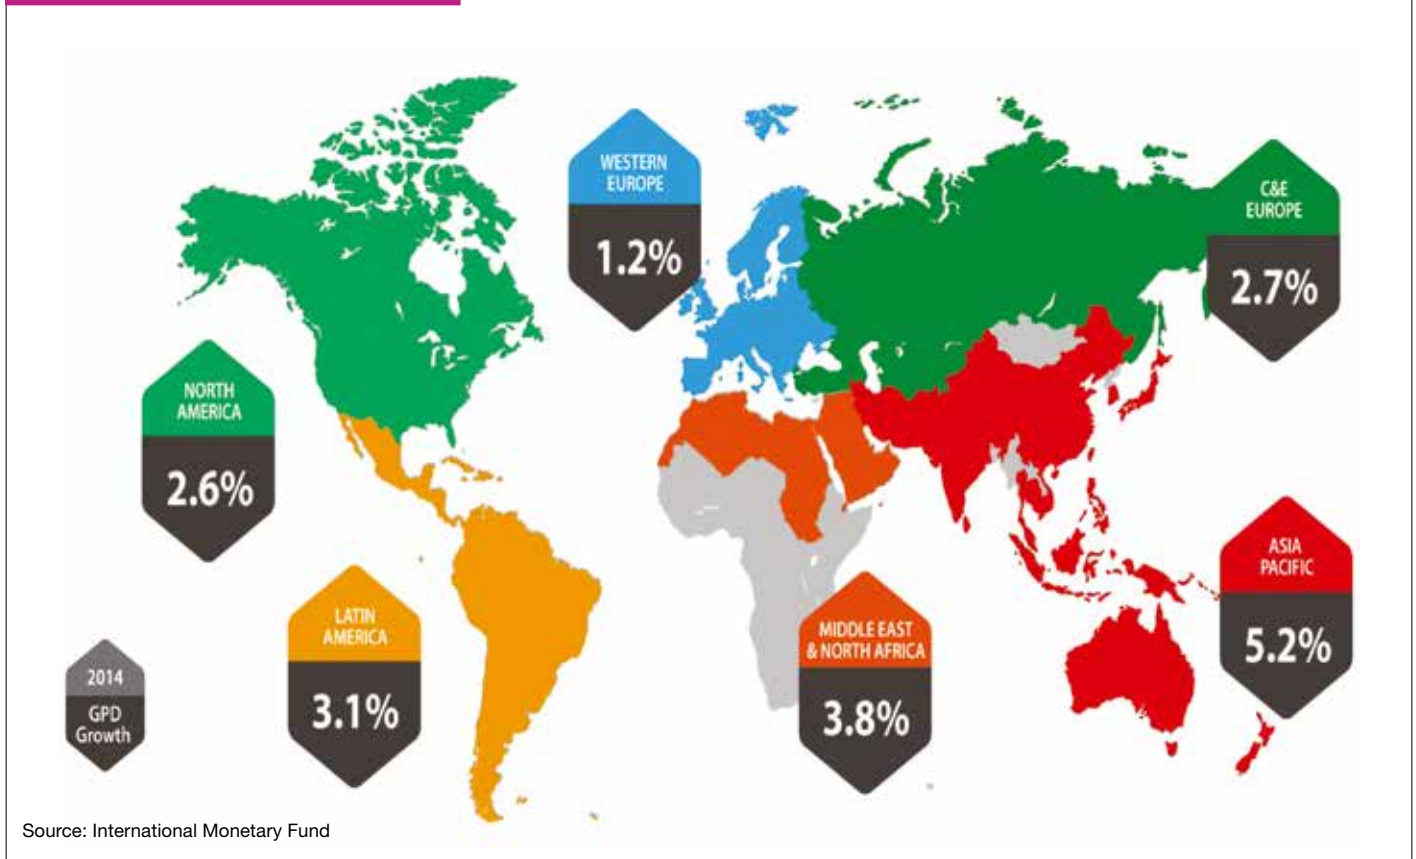 WESTERN
EUROPE
1.2%
C&E
EUROPE
2.7%
NORTH
AMERICA
2.6%
LATIN
AMERICA
3.1%
MIDDLE EAST
& NORTH AFRICA
3.8%
ASIA
PACIFIC
5.2%
2014
GPD
Growth
Source: International Monetary Fund